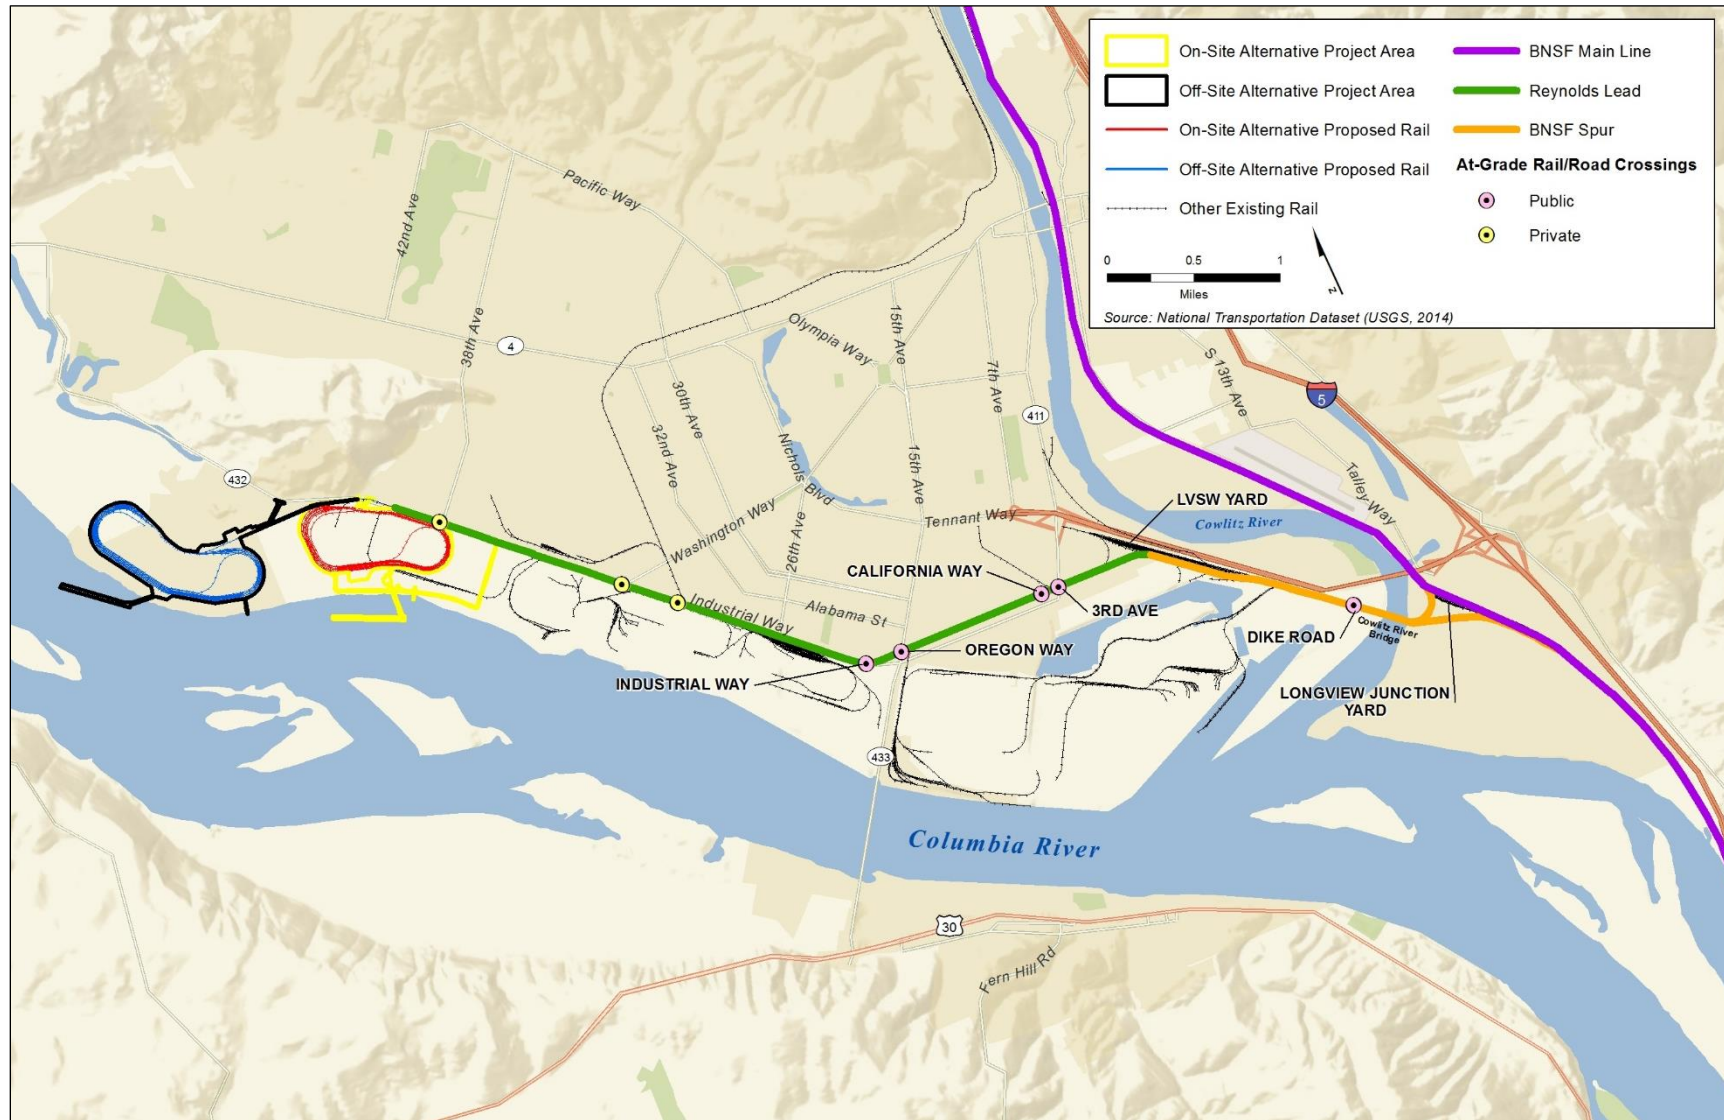 On-Site Alternative Project Area
Off-Site Alternative Project Area
On-Site Alternative Proposed Rail
Off-Site Alternative Proposed Rail
Other Existing Rail
BNSF Main Line
Reynolds Lead
BNSF Spur
At-Grade Rail/Road Crossings
Public
Private
0 0.5 1
Miles
z
Source: National Transportation Dataset (USGS, 2014)
Pacific Way
42nd Ave
38th Ave
4
Olympia Way
15th Ave
7th Ave
411
S 13th Ave
5
30th Ave
32nd Ave
Nichols Blvd
15th Ave
Talley Way
432
Washington Way
26th Ave
Tennant Way
LVSW YARD
Cowlitz River
CALIFORNIA WAY
3RD AVE
Industrial Way
Alabama St
OREGON WAY
DIKE ROAD
Cowlitz River
Bridge
INDUSTRIAL WAY
LONGVIEW JUNCTION
YARD
433
Columbia River
30
Fern Hill Rd